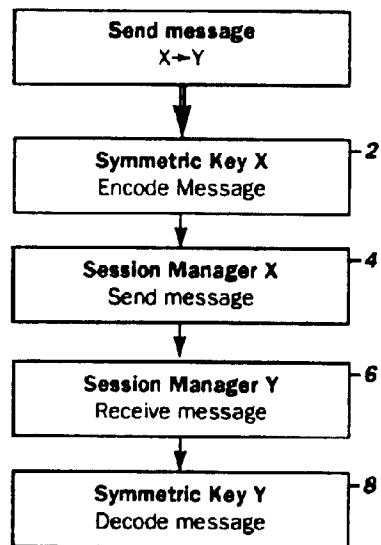 Send message
X→Y
Symmetric Key X
Encode Message
2
Session Manager X
Send message
4
Session Manager Y
Receive message
6
Symmetric Key Y
Decode message
8